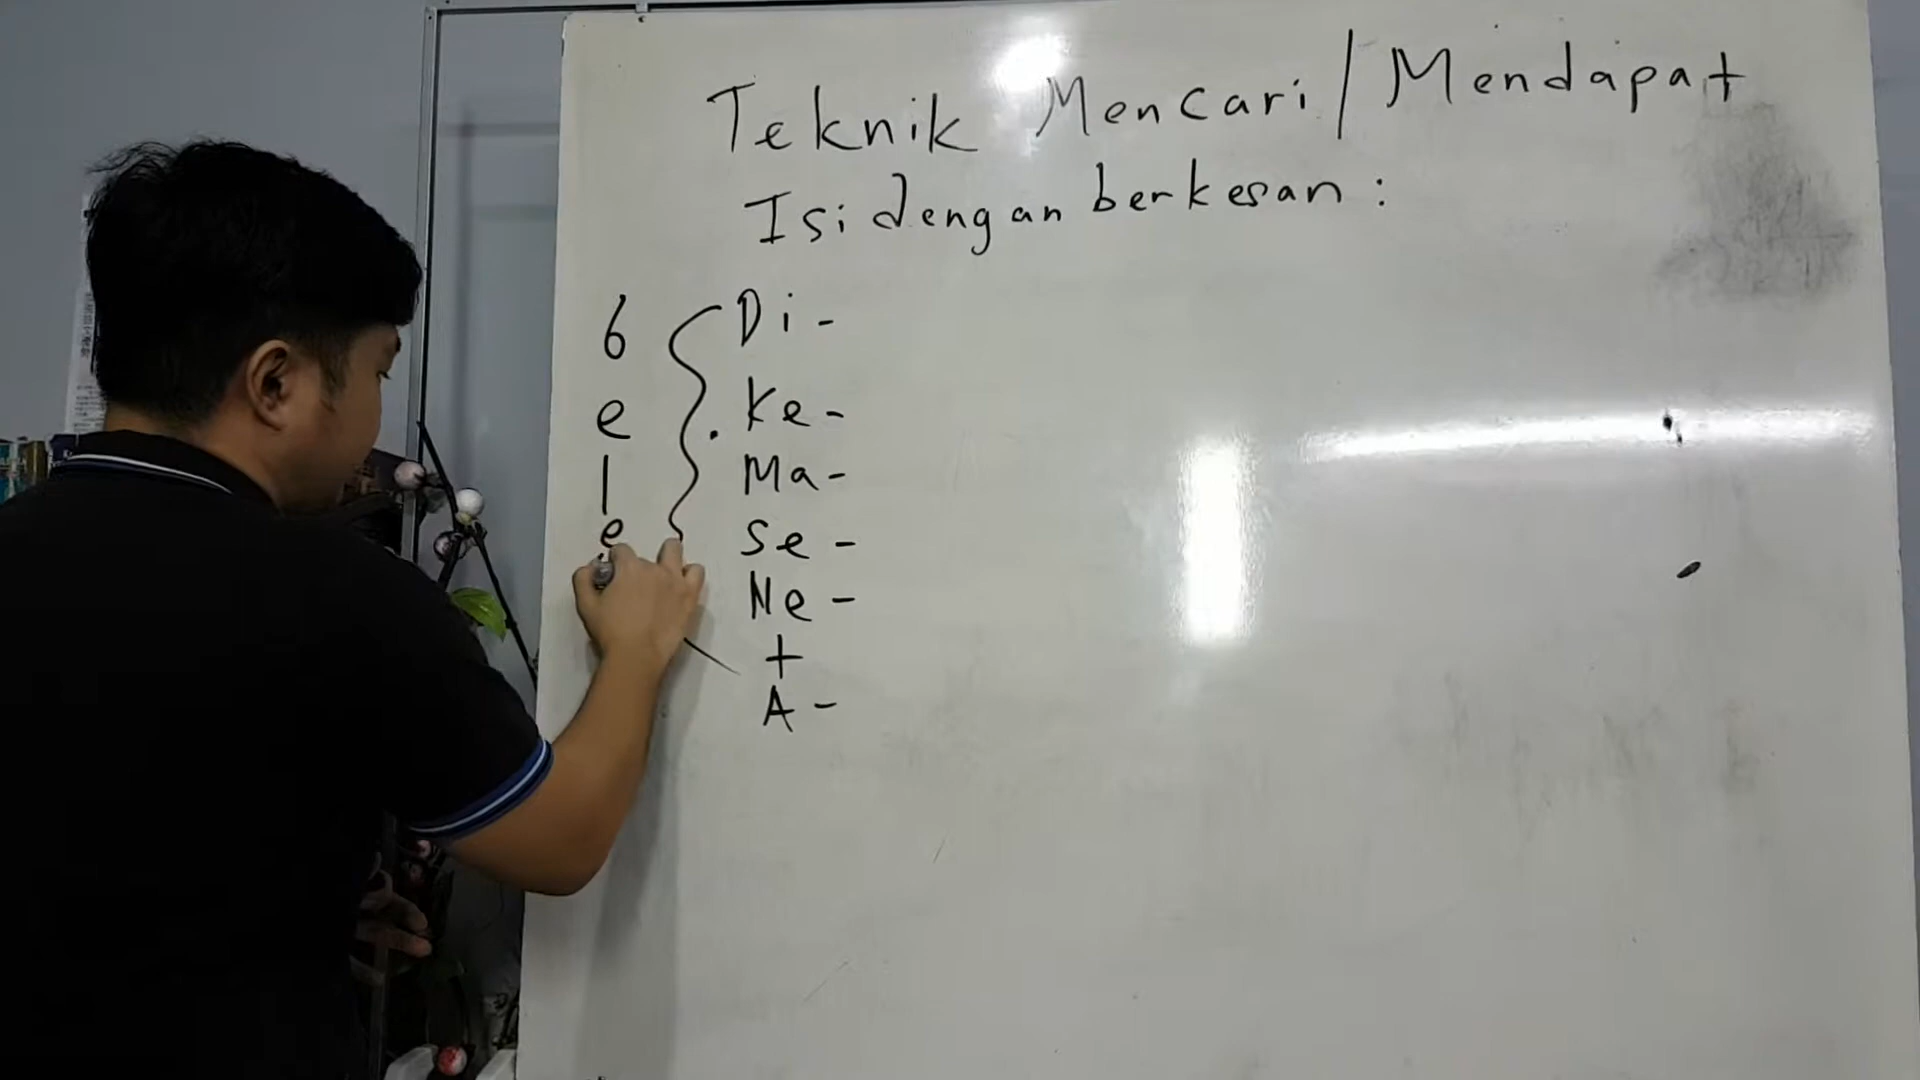 Teknik Mencari/Mendapat
Isi dengan berkesan:
6
e
l
e
Di-
Ke-
Ma-
Se-
Ne-
+
A-